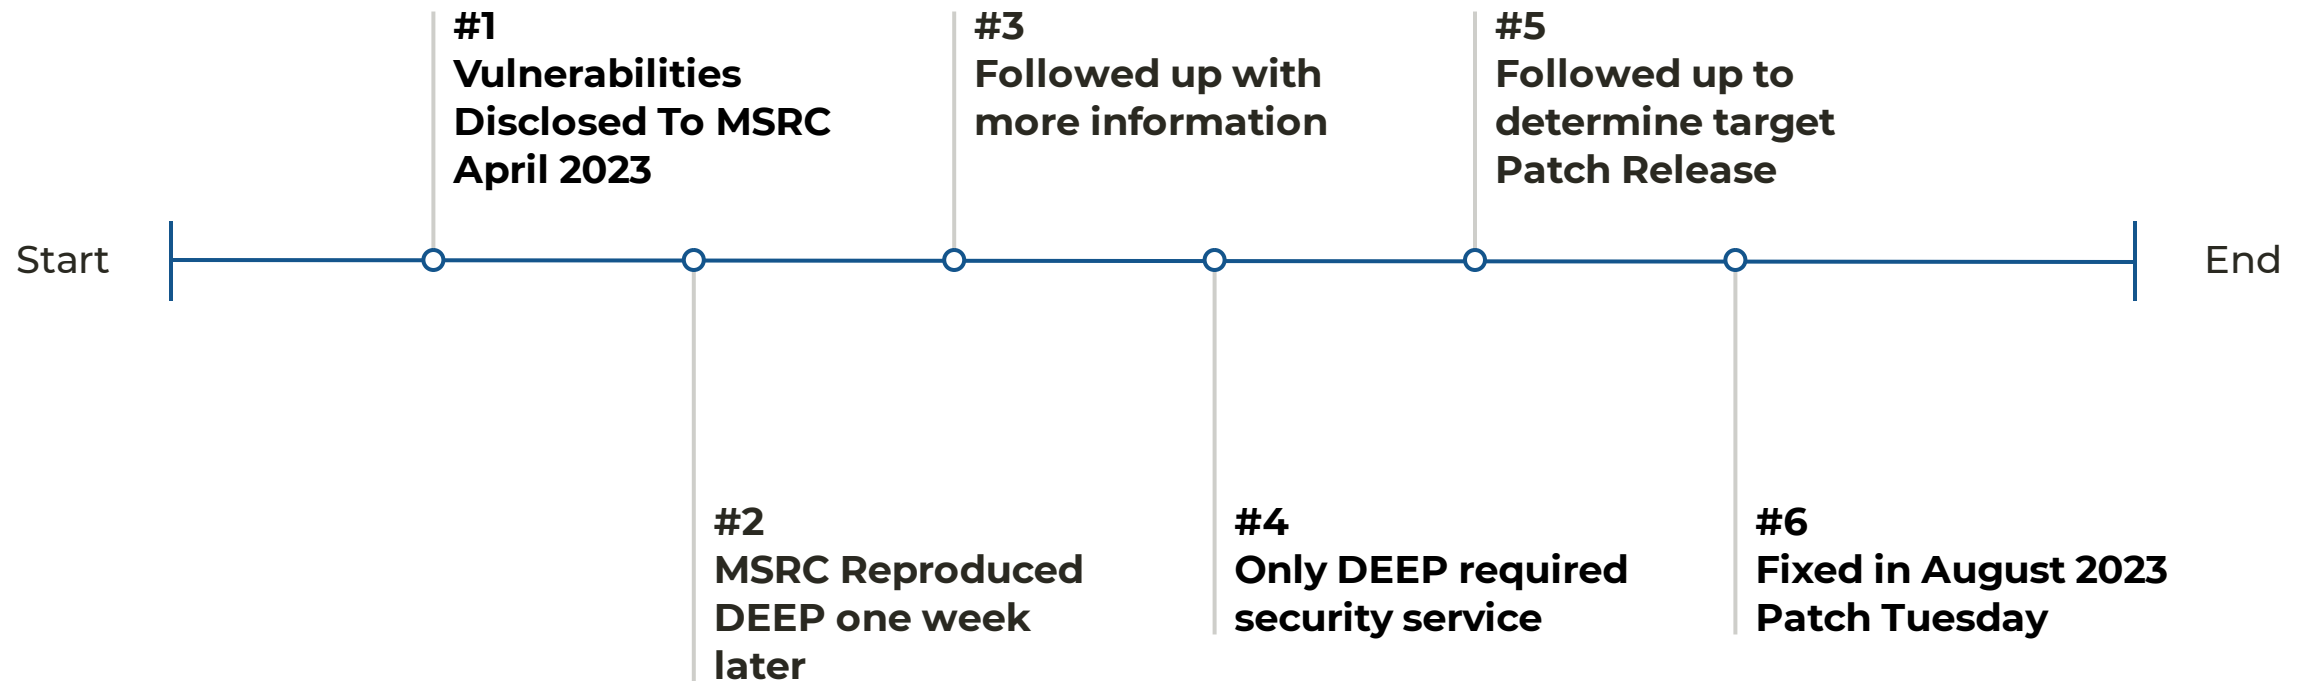 Start
#1
Vulnerabilities
Disclosed To MSRC
April 2023
#2
MSRC Reproduced
DEEP one week
later
#3
Followed up with
more information
#4
Only DEEP required
security service
#5
Followed up to
determine target
Patch Release
#6
Fixed in August 2023
Patch Tuesday
End